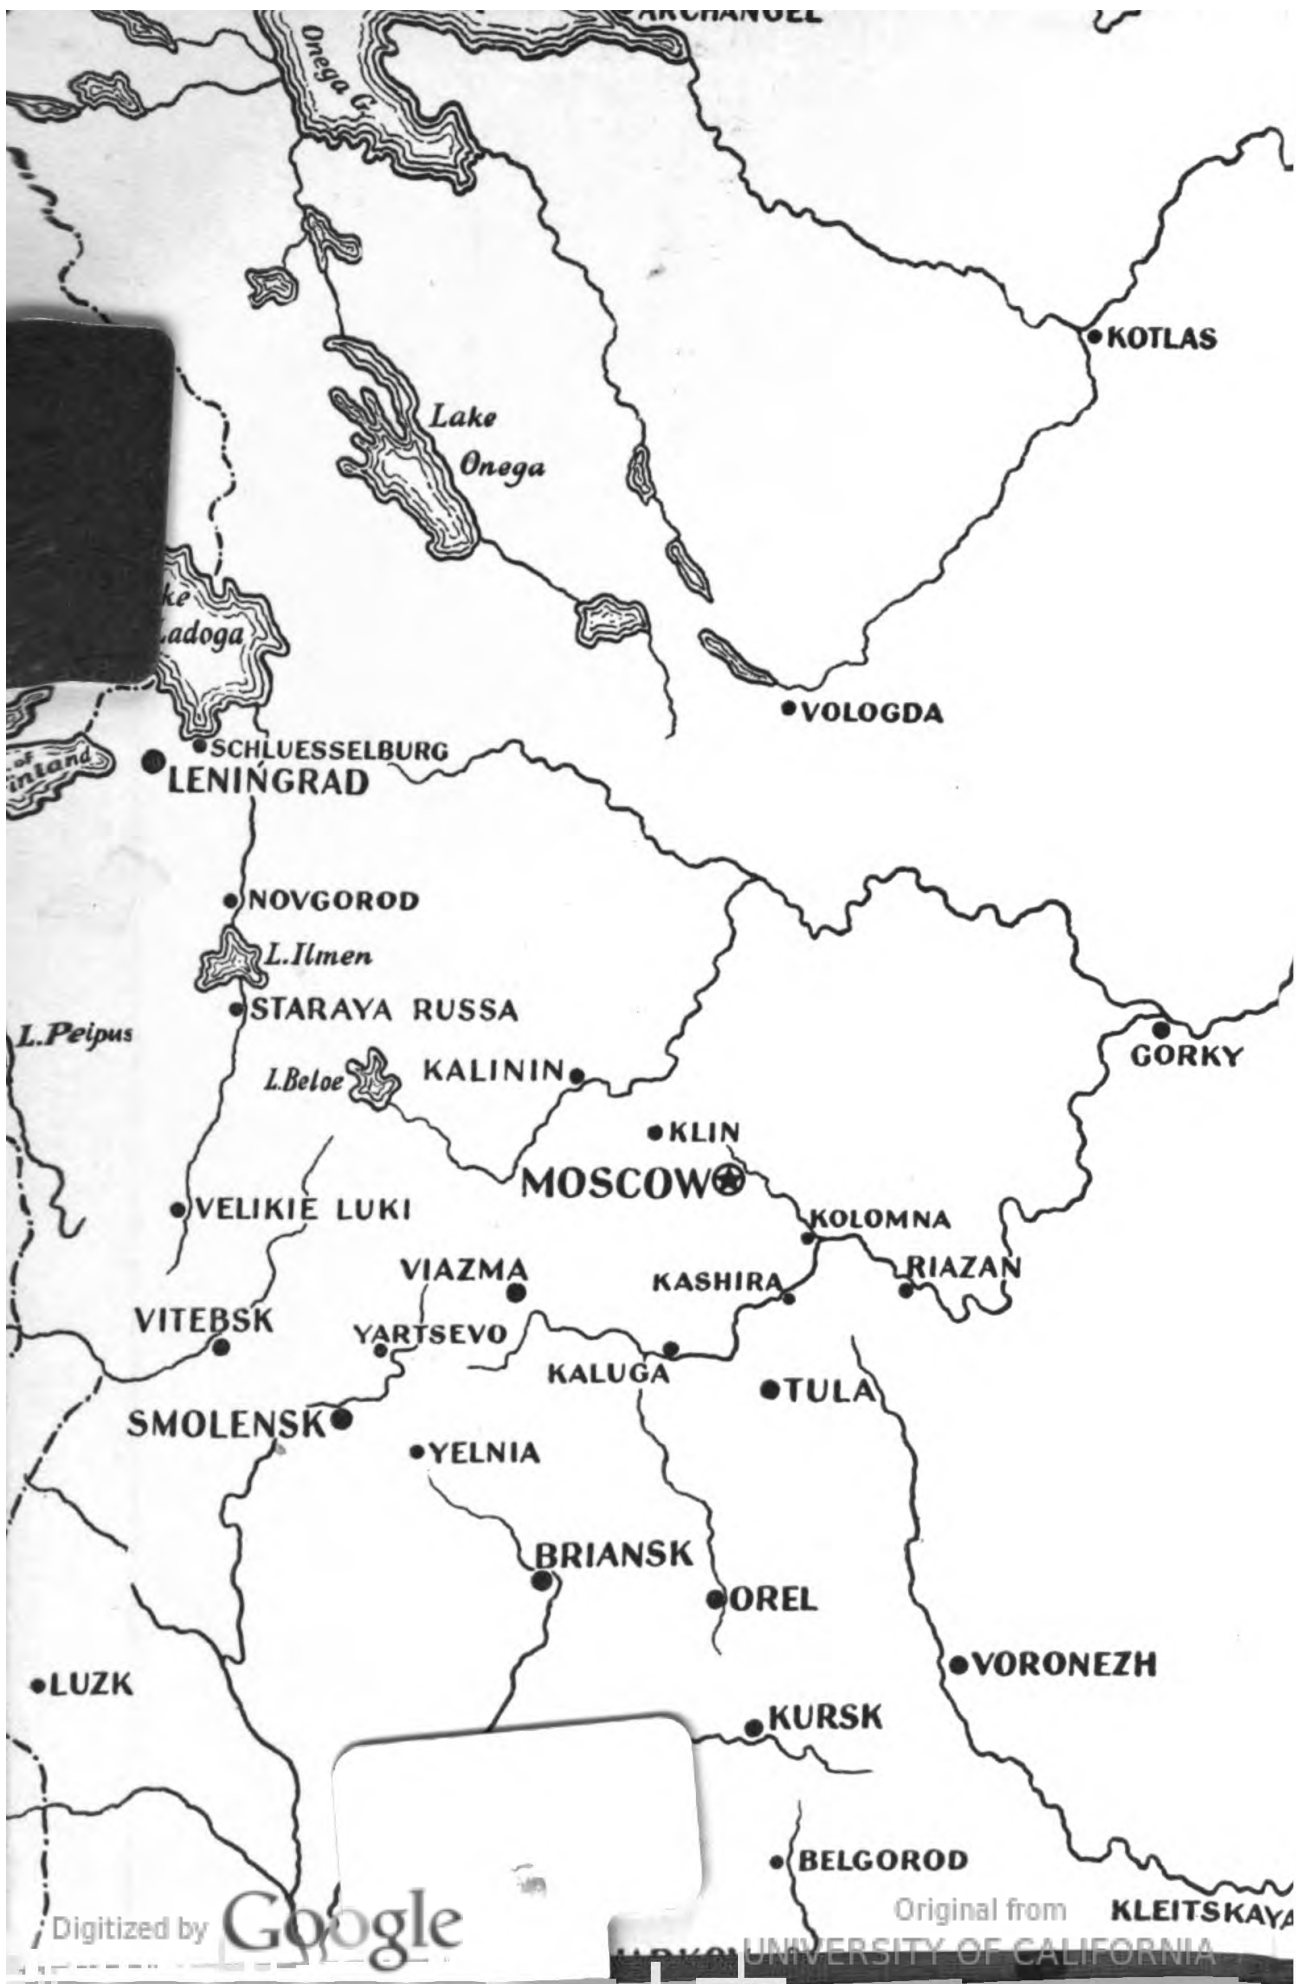 ARCHANGEL
Onega G.
KOTLAS
Lake
Onega
Ladoga
VOLOGDA
SCHLUESSELBURG
of
LENINGRAD
NOVGOROD
L.Ilmen
STARAYA RUSSA
L.Peipus
GORKY
L.Beloe
KALININ
KLIN
MOSCOW
VELIKIE LUKI
KOLOMNA
VIAZMA
KASHIRA
RIAZAN
VITEBSK
YARTSEVO
KALUGA
TULA
SMOLENSK
YELNIA
BRIANSK
OREL
VORONEZH
LUZK
KURSK
BELGOROD
KLEITSKAYA
Digitized by Google
Original from
UNIVERSITY OF CALIFORNIA